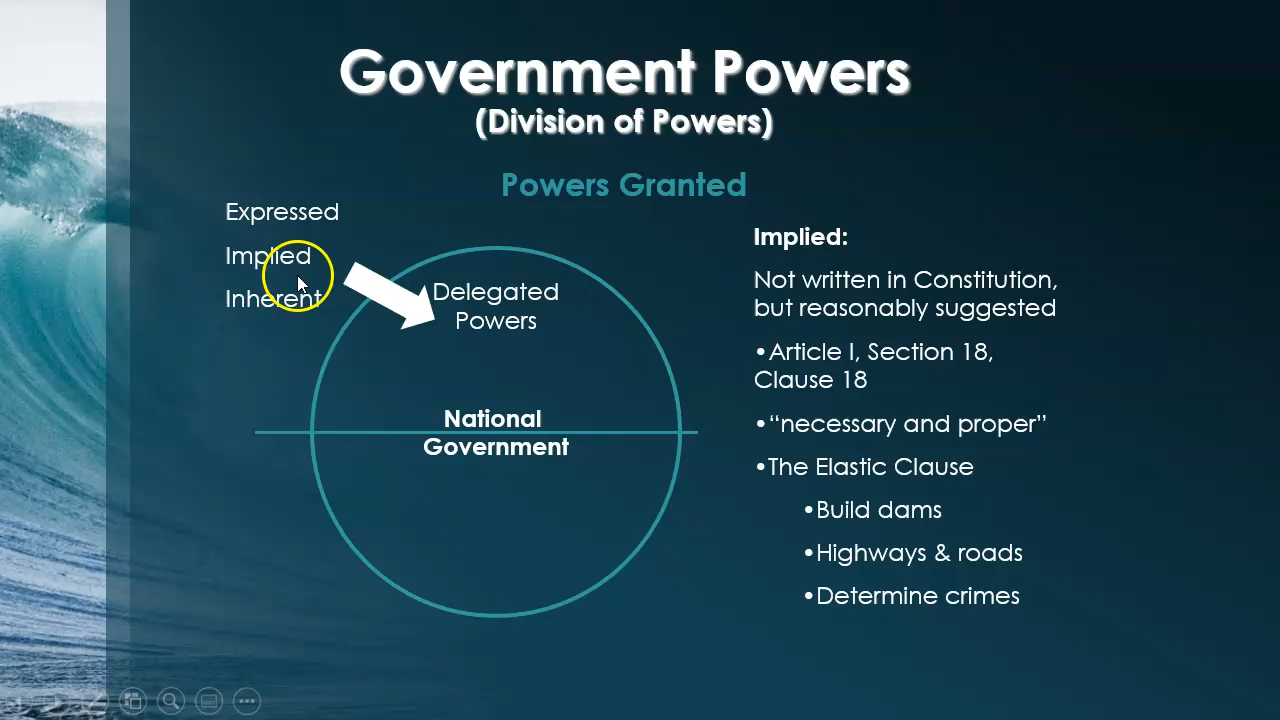 Government Powers
(Division of Powers)
Powers Granted
Expressed
Implied
Inherent
Delegated
Powers
National
Government
Implied:
Not written in Constitution,
but reasonably suggested
•Article I, Section 18,
Clause 18
•“necessary and proper”
•The Elastic Clause
•Build dams
•Highways & roads
•Determine crimes